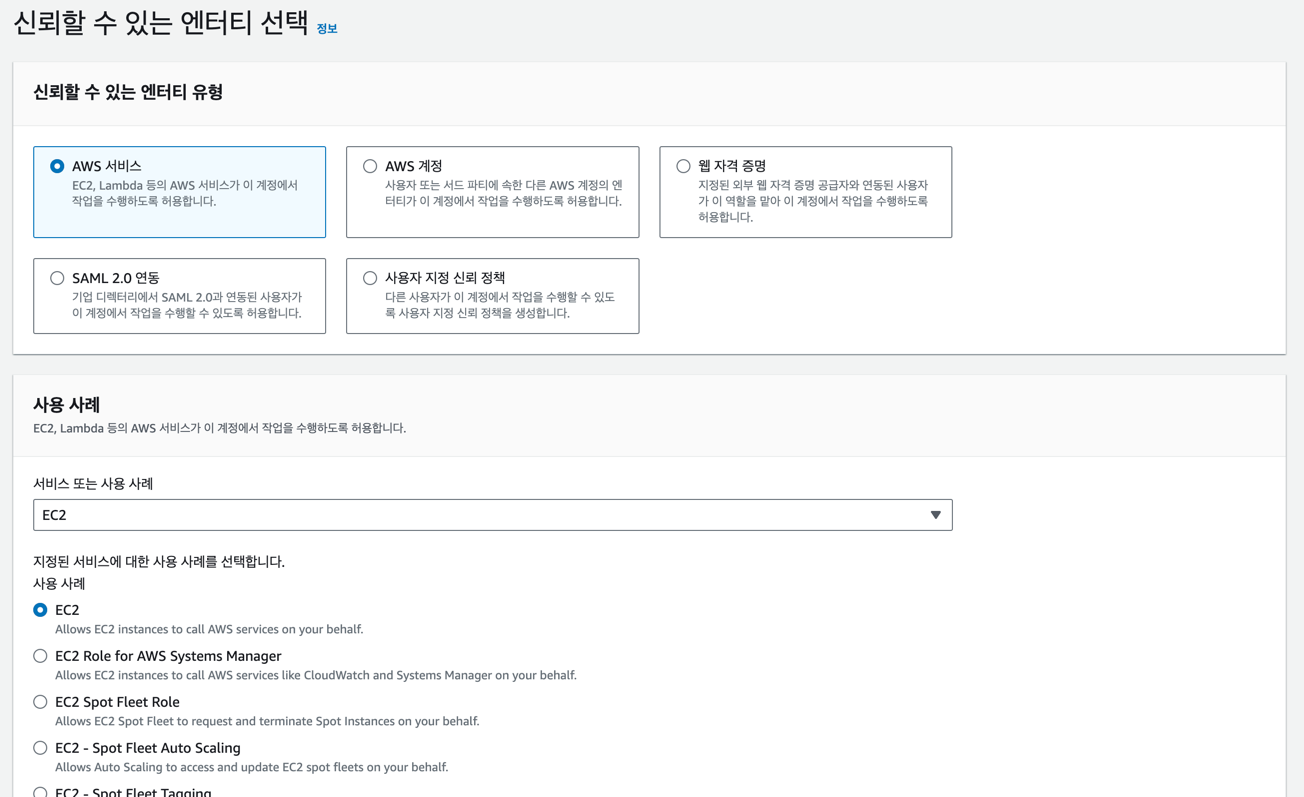 신뢰할 수 있는 엔터티 선택 정보
신뢰할 수 있는 엔터티 유형
AWS 서비스
EC2, Lambda 등의 AWS 서비스가 이 계정에서
작업을 수행하도록 허용합니다.
AWS 계정
사용자 또는 서드 파티에 속한 다른 AWS 계정의 엔
터티가 이 계정에서 작업을 수행하도록 허용합니다.
웹 자격 증명
지정된 외부 웹 자격 증명 공급자와 연동된 사용자
가 이 역할을 맡아 이 계정에서 작업을 수행하도록
허용합니다.
SAML 2.0 연동
기업 디렉터리에서 SAML 2.0과 연동된 사용자가
이 계정에서 작업을 수행할 수 있도록 허용합니다.
사용자 지정 신뢰 정책
다른 사용자가 이 계정에서 작업을 수행할 수 있도
록 사용자 지정 신뢰 정책을 생성합니다.
사용 사례
EC2, Lambda 등의 AWS 서비스가 이 계정에서 작업을 수행하도록 허용합니다.
서비스 또는 사용 사례
EC2
지정된 서비스에 대한 사용 사례를 선택합니다.
사용 사례
EC2
Allows EC2 instances to call AWS services on your behalf.
EC2 Role for AWS Systems Manager
Allows EC2 instances to call AWS services like CloudWatch and Systems Manager on your behalf.
EC2 Spot Fleet Role
Allows EC2 Spot Fleet to request and terminate Spot Instances on your behalf.
EC2 - Spot Fleet Auto Scaling
Allows Auto Scaling to access and update EC2 spot fleets on your behalf.
EC2 - Spot Fleet Tagging